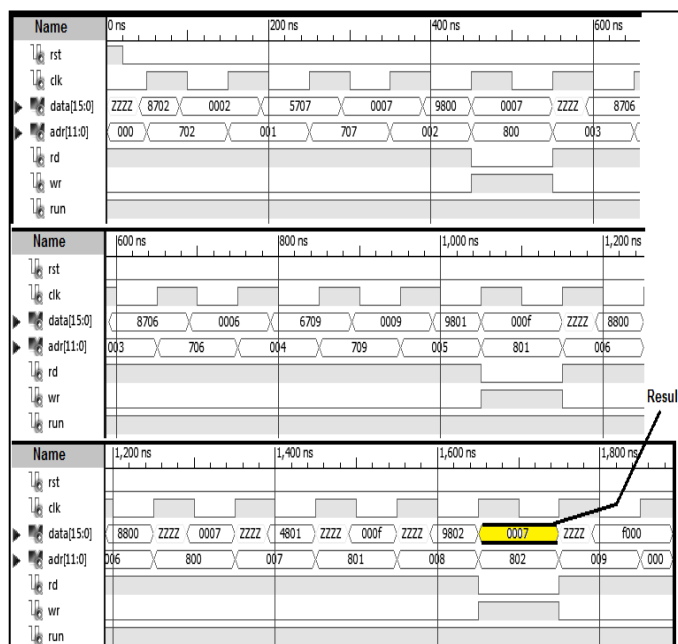 Name 0 ns 200 ns 400 ns 600 ns
rst
clk
data[15:0] ZZZZ 8702 0002 5707 0007 9800 0007 ZZZZ 8706
adr[11:0] 000 702 001 707 002 800 003
rd
wr
run
Name 600 ns 800 ns 1,000 ns 1,200 ns
rst
clk
data[15:0] 8706 0006 6709 0009 9801 000f ZZZZ 8800
adr[11:0] 003 706 004 709 005 801 006
rd
wr
run
Resul
Name 1,200 ns 1,400 ns 1,600 ns 1,800 ns
rst
clk
data[15:0] 8800 ZZZZ 0007 ZZZZ 4801 ZZZZ 000f ZZZZ 9802 0007 ZZZZ f000
adr[11:0] 006 800 007 801 008 802 009 000
rd
wr
run